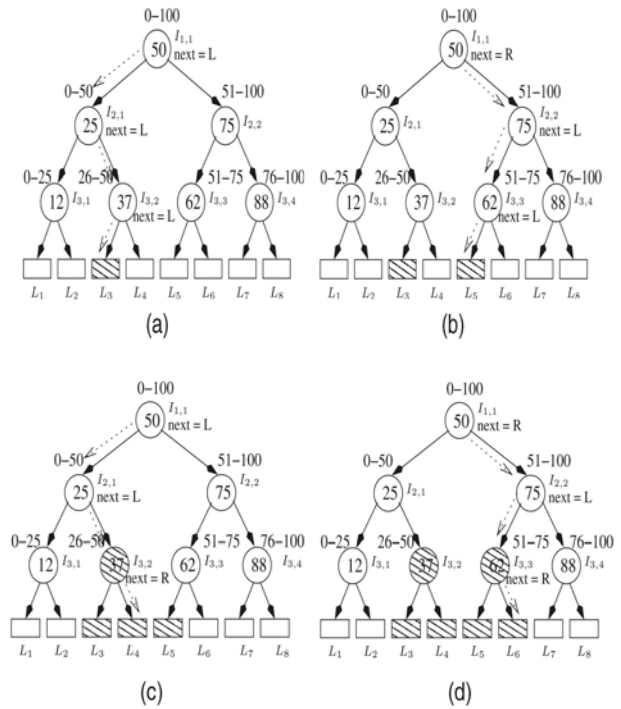 0–100
50 I1,1
next = L
0–50 51–100
25 I2,1
next = L
75 I2,2
0–25 26–50 51–75 76–100
12 I3,1
37 I3,2
next = L
62 I3,3
88 I3,4
L1 L2 L3 L4 L5 L6 L7 L8
(a)
0–100
50 I1,1
next = R
0–50 51–100
25 I2,1
75 I2,2
next = L
0–25 26–50 51–75 76–100
12 I3,1
37 I3,2
62 I3,3
next = L
88 I3,4
L1 L2 L3 L4 L5 L6 L7 L8
(b)
0–100
50 I1,1
next = L
0–50 51–100
25 I2,1
next = L
75 I2,2
0–25 26–50 51–75 76–100
12 I3,1
37 I3,2
next = R
62 I3,3
88 I3,4
L1 L2 L3 L4 L5 L6 L7 L8
(c)
0–100
50 I1,1
next = R
0–50 51–100
25 I2,1
75 I2,2
next = L
0–25 26–50 51–75 76–100
12 I3,1
37 I3,2
62 I3,3
next = R
88 I3,4
L1 L2 L3 L4 L5 L6 L7 L8
(d)